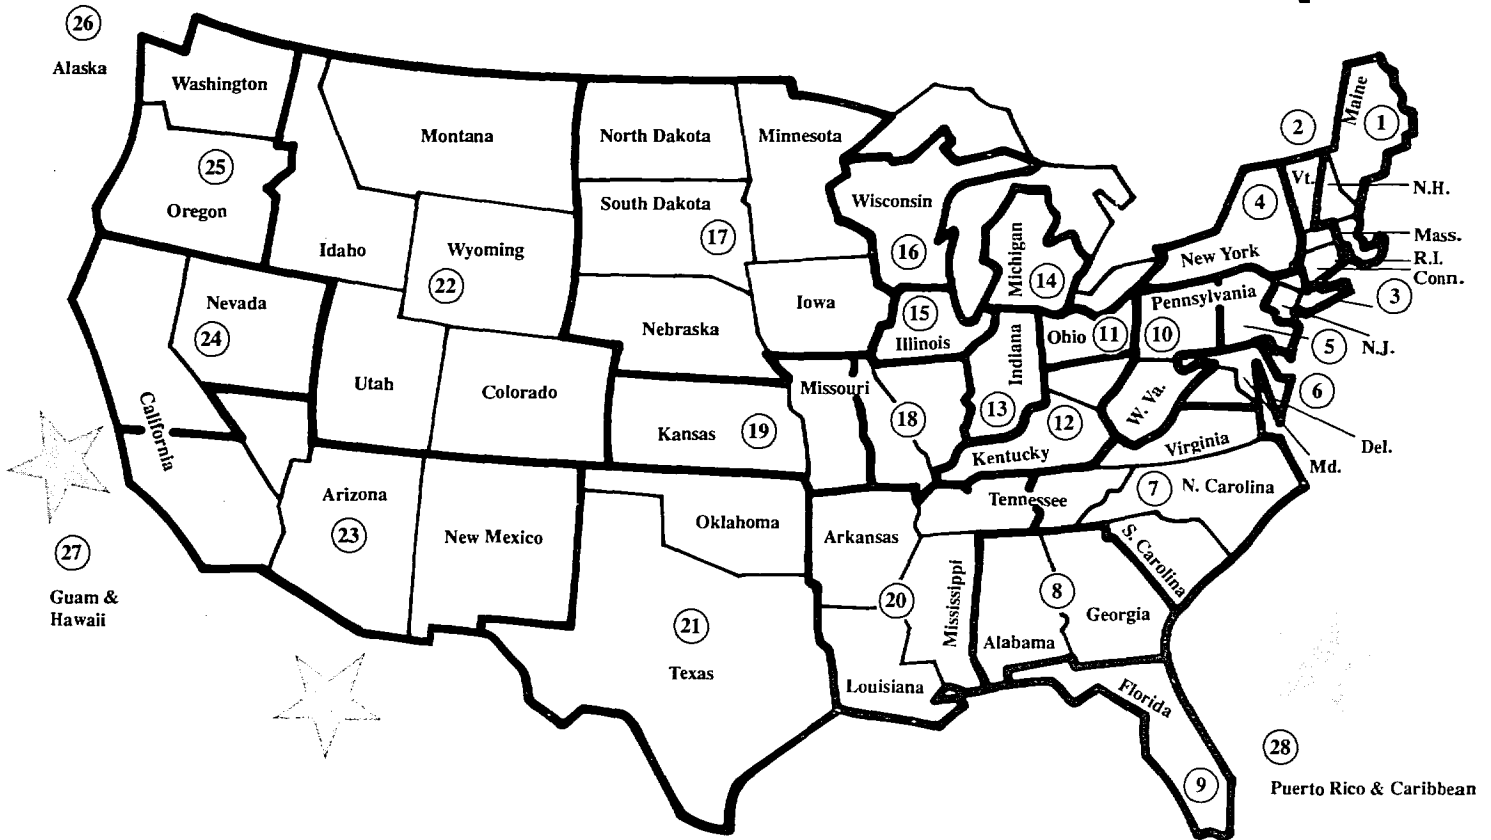 26
Alaska
Washington
Montana
North Dakota
Minnesota
Maine
1
2
25
Oregon
Idaho
Wyoming
22
South Dakota
17
Wisconsin
16
Michigan
14
4
Vt.
N.H.
New York
Mass.
R.I.
Conn.
3
Nevada
24
Iowa
15
Illinois
Indiana
13
Ohio
11
Pennsylvania
10
5
N.J.
Nebraska
Utah
Colorado
Missouri
18
12
Kentucky
W. Va.
6
Del.
Md.
Virginia
California
Kansas
19
Arizona
23
New Mexico
Oklahoma
Arkansas
Tennessee
7
N. Carolina
S. Carolina
27
Guam &
Hawaii
21
Texas
20
Mississippi
8
Georgia
Alabama
Louisiana
Florida
9
28
Puerto Rico & Caribbean